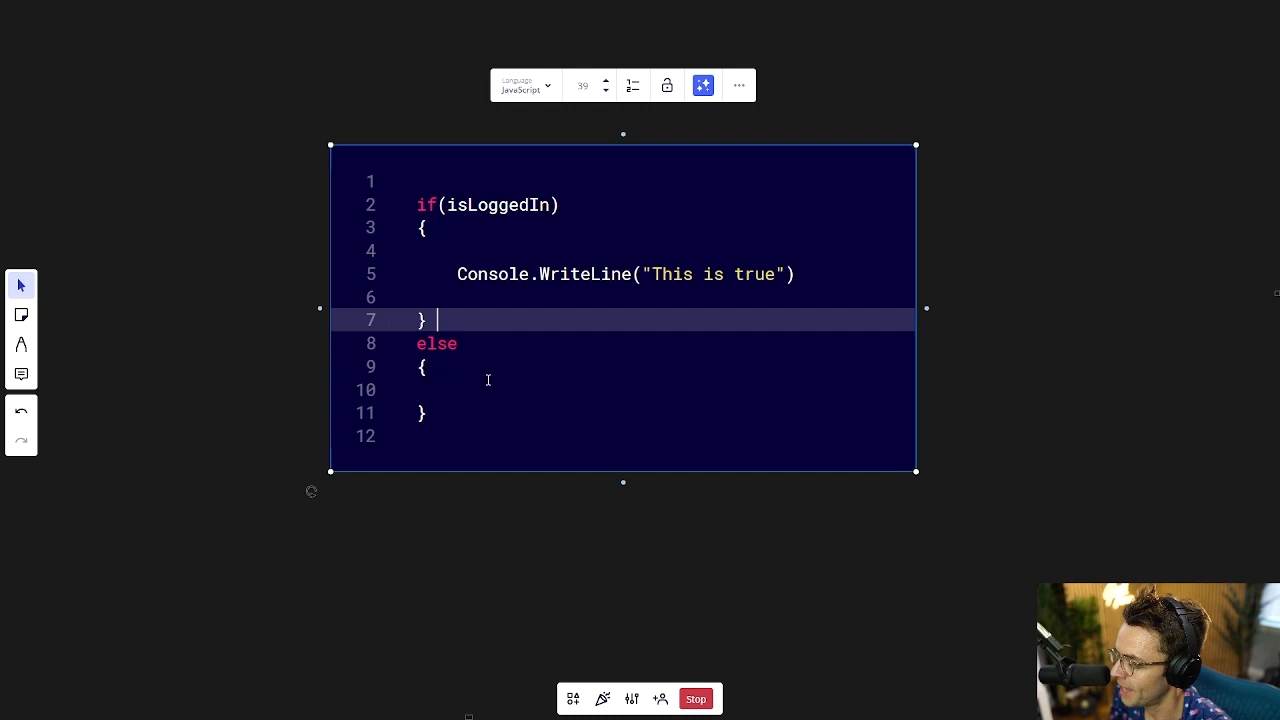 Language
JavaScript
39
1
2 if(isLoggedIn)
3 {
4
5 Console.WriteLine("This is true")
6
7 }
8 else
9 {
10
11 }
12
Stop